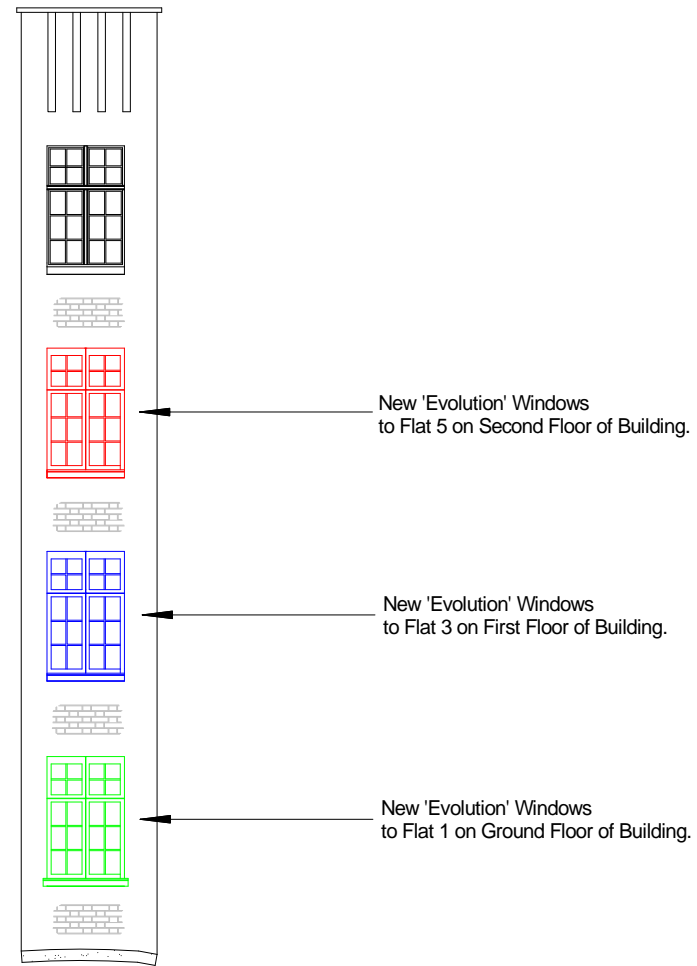 New 'Evolution' Windows
to Flat 5 on Second Floor of Building.
New 'Evolution' Windows
to Flat 3 on First Floor of Building.
New 'Evolution' Windows
to Flat 1 on Ground Floor of Building.